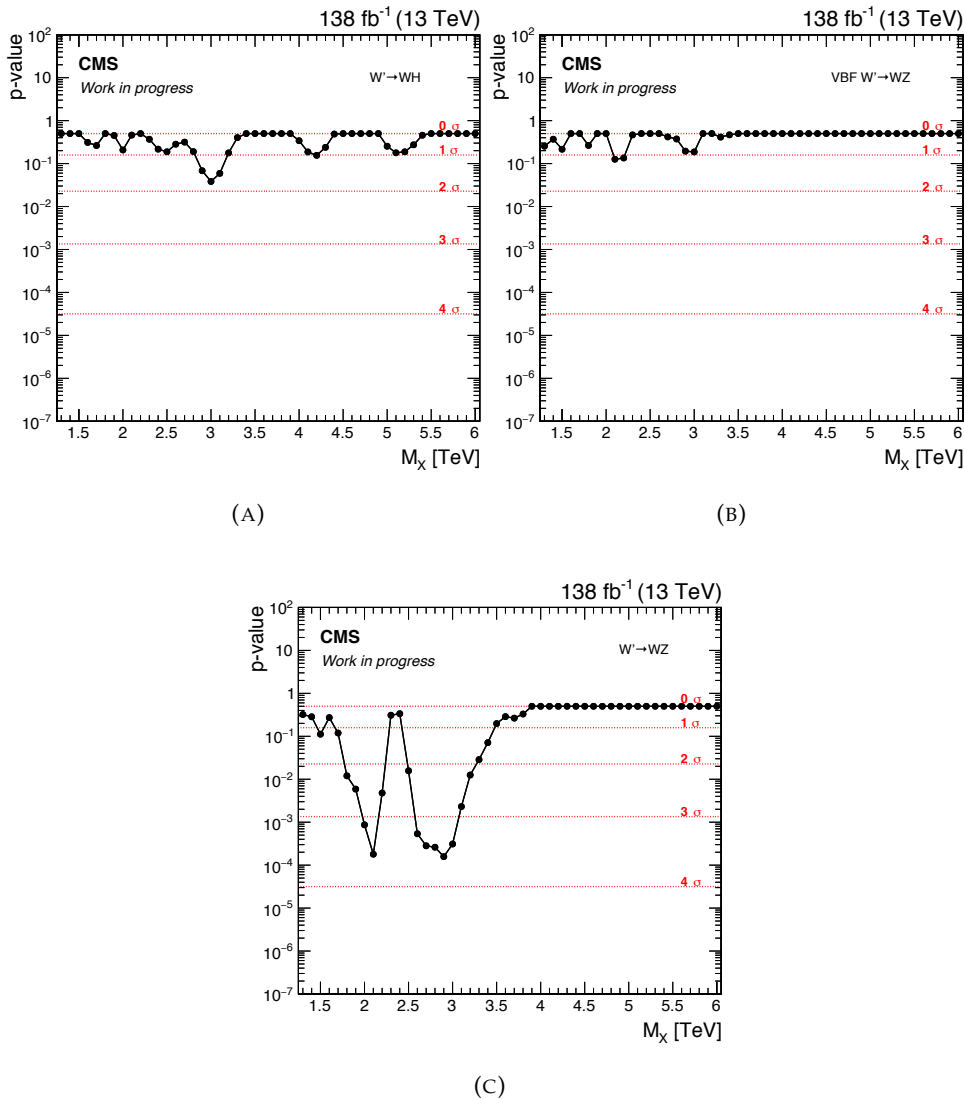 138 fb⁻¹ (13 TeV)
p-value
10²
10
1
10⁻¹
10⁻²
10⁻³
10⁻⁴
10⁻⁵
10⁻⁶
10⁻⁷
CMS
Work in progress
W'→WH
0 σ
1 σ
2 σ
3 σ
4 σ
1.5 2 2.5 3 3.5 4 4.5 5 5.5 6
M_X [TeV]
(A)
138 fb⁻¹ (13 TeV)
p-value
10²
10
1
10⁻¹
10⁻²
10⁻³
10⁻⁴
10⁻⁵
10⁻⁶
10⁻⁷
CMS
Work in progress
VBF W'→WZ
0 σ
1 σ
2 σ
3 σ
4 σ
1.5 2 2.5 3 3.5 4 4.5 5 5.5 6
M_X [TeV]
(B)
138 fb⁻¹ (13 TeV)
p-value
10²
10
1
10⁻¹
10⁻²
10⁻³
10⁻⁴
10⁻⁵
10⁻⁶
10⁻⁷
CMS
Work in progress
W'→WZ
0 σ
1 σ
2 σ
3 σ
4 σ
1.5 2 2.5 3 3.5 4 4.5 5 5.5 6
M_X [TeV]
(C)